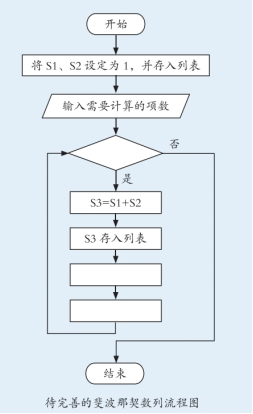 开始
将 S1、S2 设定为 1，并存入列表
输入需要计算的项数
否
是
S3=S1+S2
S3 存入列表
结束
待完善的斐波那契数列流程图